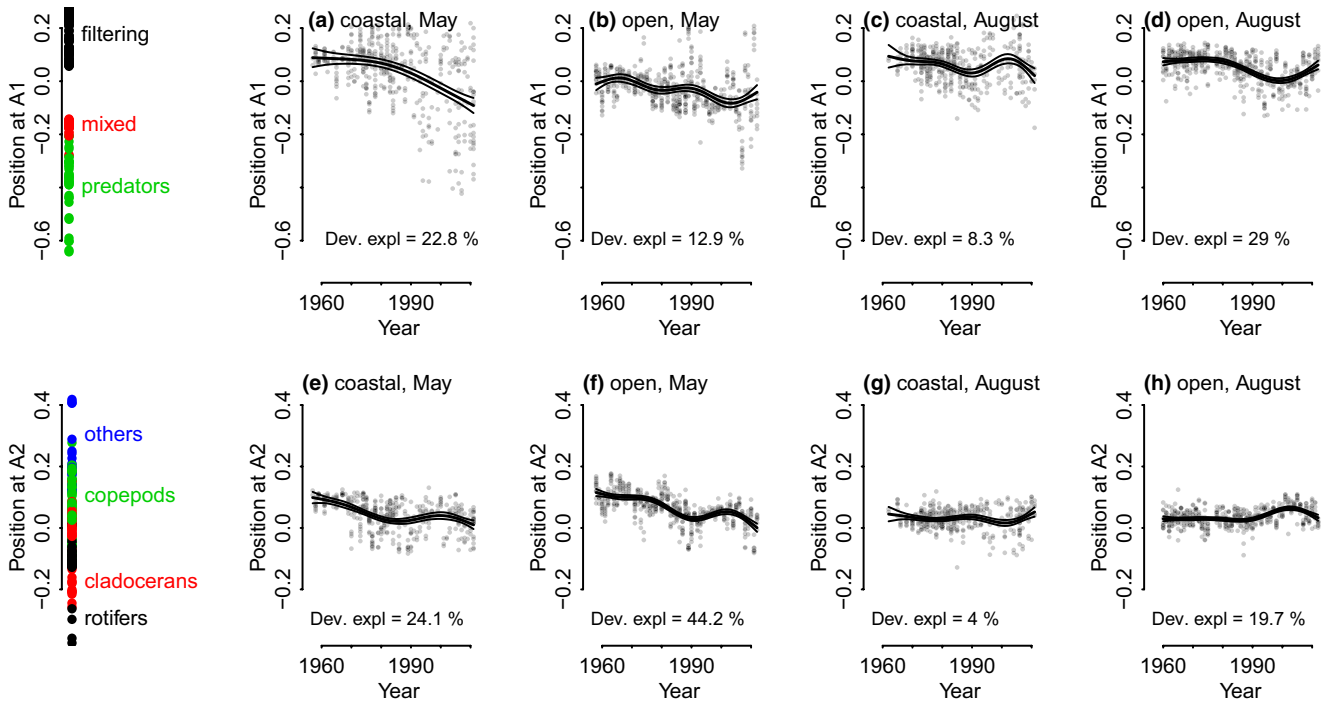 (a) coastal, May
(b) open, May
(c) coastal, August
(d) open, August
Position at A1
0.2
0.0
−0.2
−0.6
filtering
mixed
predators
Position at A1
0.2
0.0
−0.2
−0.6
Dev. expl = 22.8 %
1960
1990
Year
Position at A1
0.2
0.0
−0.2
−0.6
Dev. expl = 12.9 %
1960
1990
Year
Position at A1
0.2
0.0
−0.2
−0.6
Dev. expl = 8.3 %
1960
1990
Year
Position at A1
0.2
0.0
−0.2
−0.6
Dev. expl = 29 %
1960
1990
Year
(e) coastal, May
(f) open, May
(g) coastal, August
(h) open, August
Position at A2
0.4
0.2
0.0
−0.2
others
copepods
cladocerans
rotifers
Position at A2
0.4
0.2
0.0
−0.2
Dev. expl = 24.1 %
1960
1990
Year
Position at A2
0.4
0.2
0.0
−0.2
Dev. expl = 44.2 %
1960
1990
Year
Position at A2
0.4
0.2
0.0
−0.2
Dev. expl = 4 %
1960
1990
Year
Position at A2
0.4
0.2
0.0
−0.2
Dev. expl = 19.7 %
1960
1990
Year